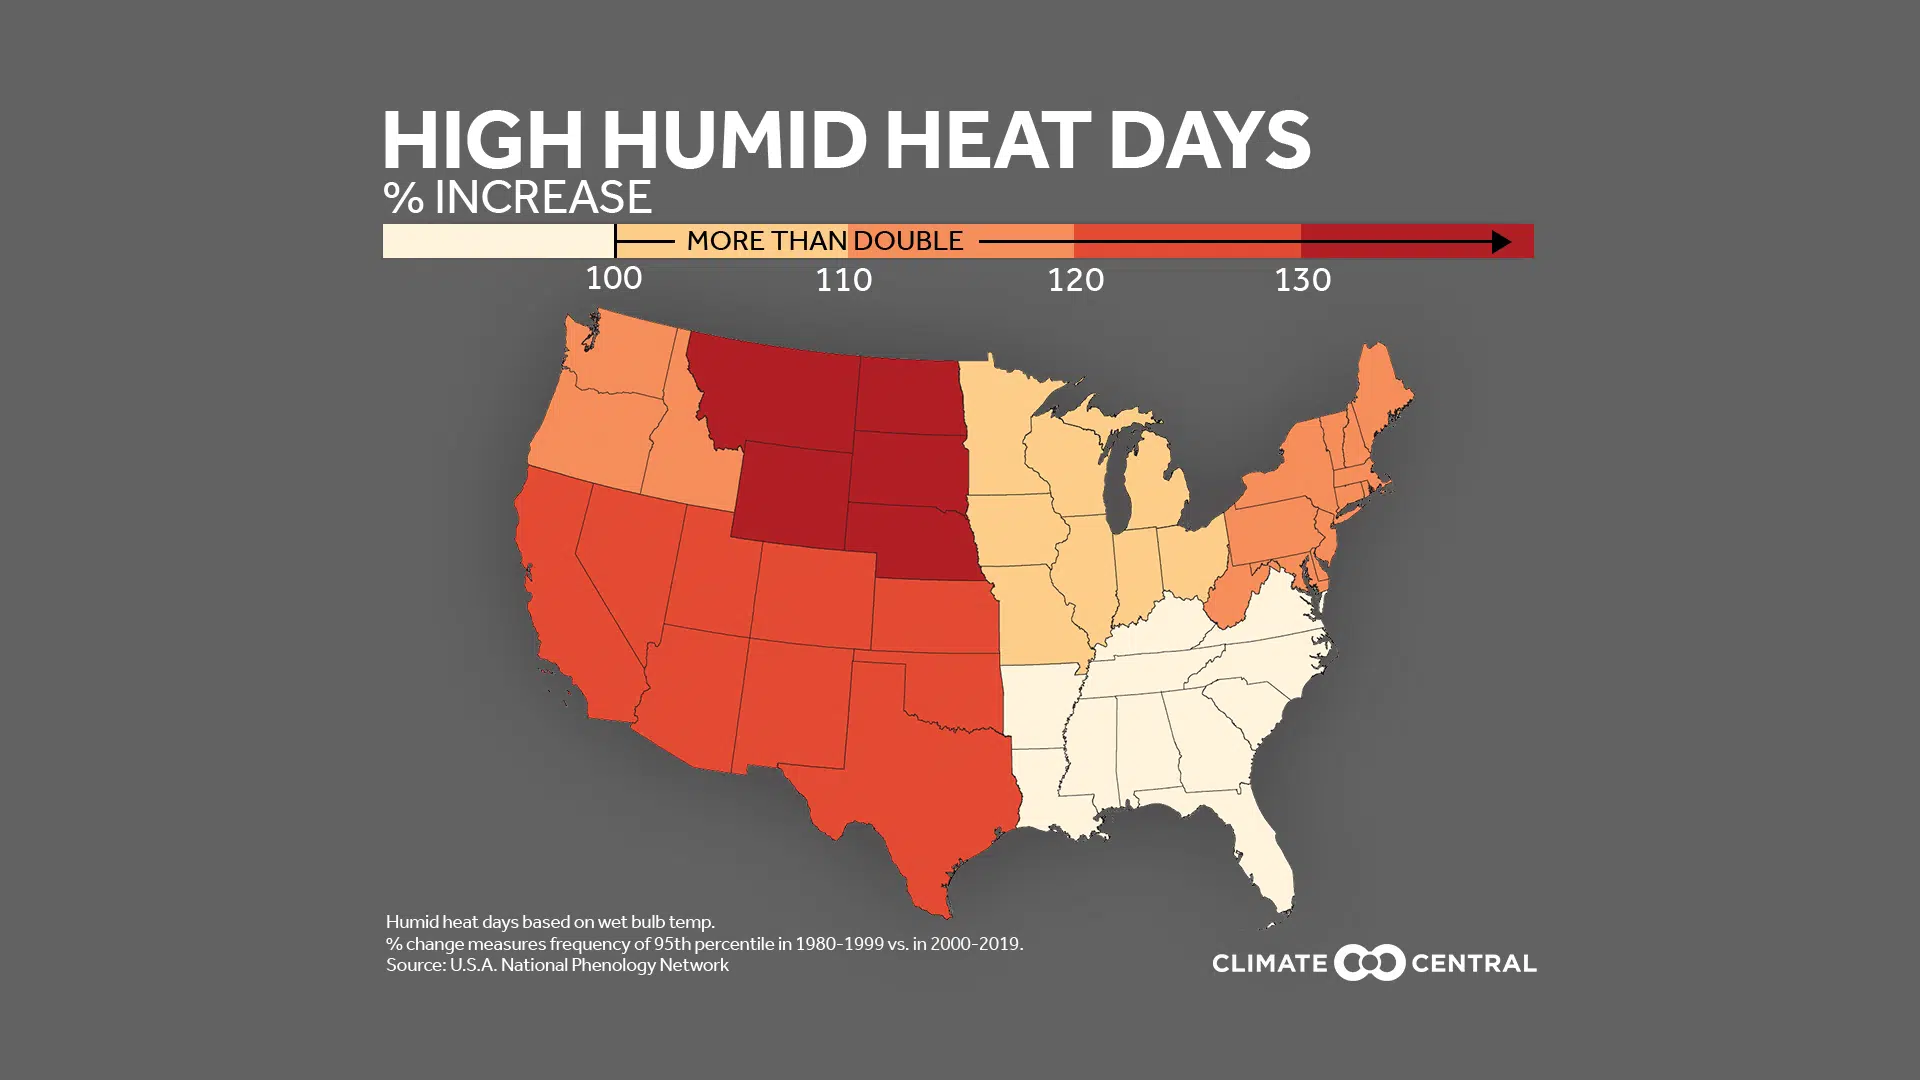 HIGH HUMID HEAT DAYS
% INCREASE
MORE THAN DOUBLE
100 110 120 130
Humid heat days based on wet bulb temp.
% change measures frequency of 95th percentile in 1980-1999 vs. in 2000-2019.
Source: U.S.A. National Phenology Network
CLIMATE CENTRAL